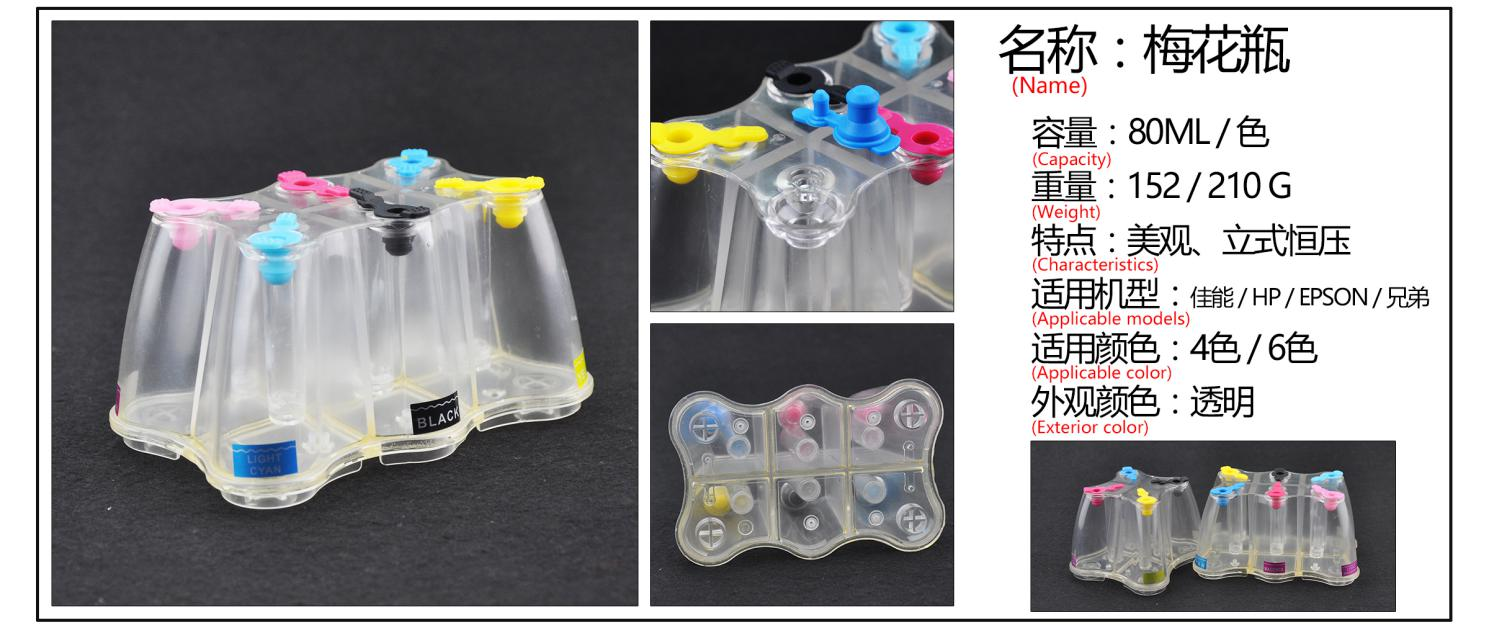 名称：梅花瓶
(Name)
容量：80ML / 色
(Capacity)
重量：152 / 210 G
(Weight)
特点：美观、立式恒压
(Characteristics)
适用机型：佳能 / HP / EPSON / 兄弟
(Applicable models)
适用颜色：4色 / 6色
(Applicable color)
外观颜色：透明
(Exterior color)
BLACK
LIGHT
CYAN